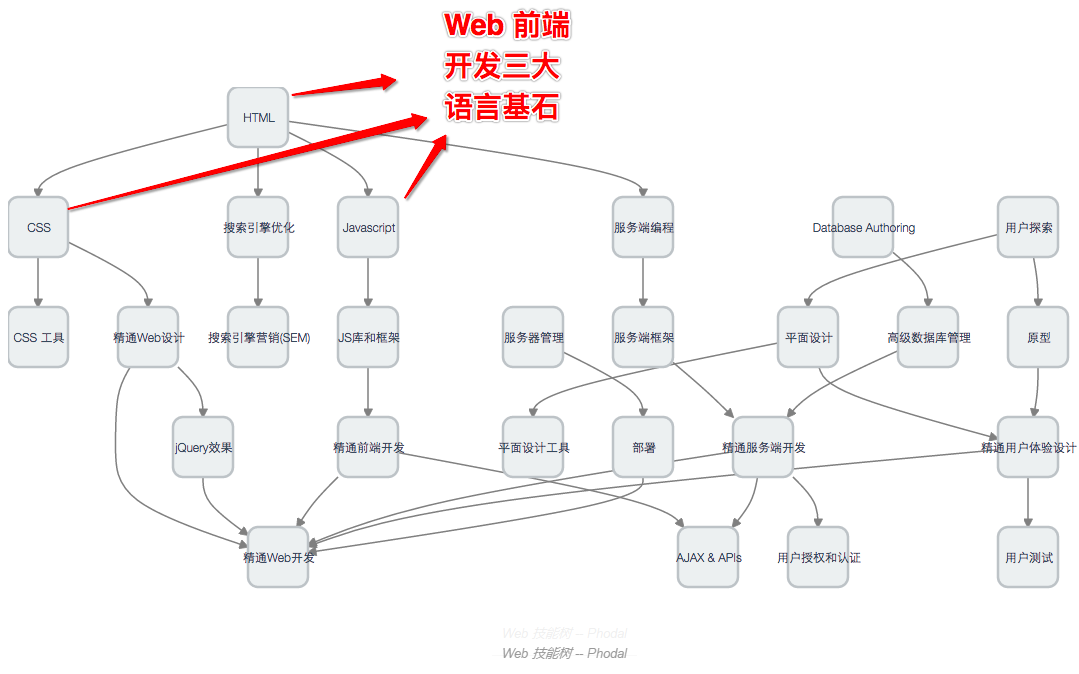 Web 前端
开发三大
语言基石
HTML
CSS
搜索引擎优化
Javascript
服务端编程
Database Authoring
用户探索
CSS 工具
精通Web设计
搜索引擎营销(SEM)
JS库和框架
服务器管理
服务端框架
平面设计
高级数据库管理
原型
jQuery效果
精通前端开发
平面设计工具
部署
精通服务端开发
精通用户体验设计
精通Web开发
AJAX & APIs
用户授权和认证
用户测试
Web 技能树 -- Phodal
Web 技能树 -- Phodal